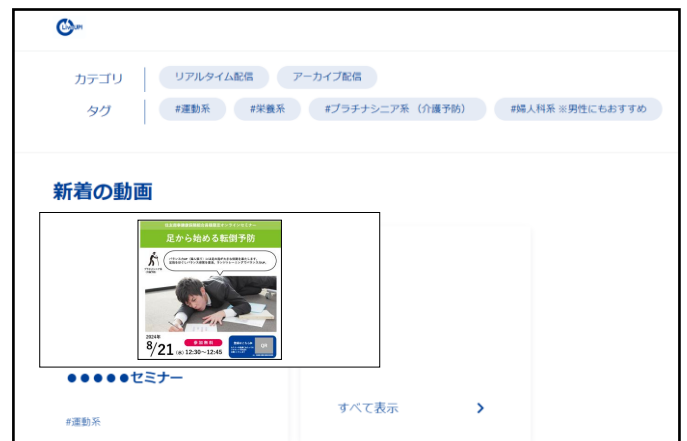 LiveUP!
カテゴリ
リアルタイム配信
アーカイブ配信
タグ
#運動系
#栄養系
#プラチナシニア系 （介護予防）
#婦人科系 ※男性にもおすすめ
新着の動画
足から始める転倒予防
2024年
参加無料
8/21 (水) 12:30〜12:45
●●●●●セミナー
#運動系
すべて表示